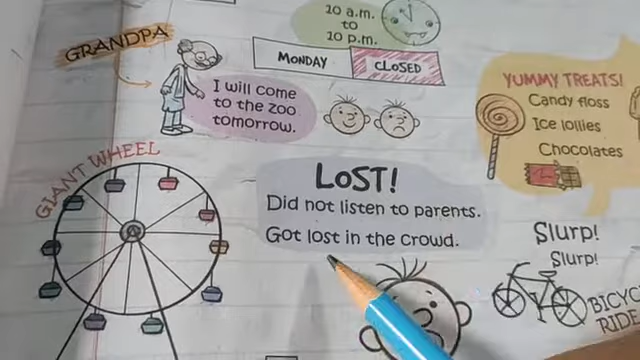 10 a.m.
to
10 p.m.
GRANDPA
MONDAY
CLOSED
I will come
to the zoo
tomorrow.
YUMMY TREATS!
Candy floss
Ice lollies
Chocolates
GIANT WHEEL
LOST!
Did not listen to parents.
Got lost in the crowd.
Slurp!
Slurp!
RIDE